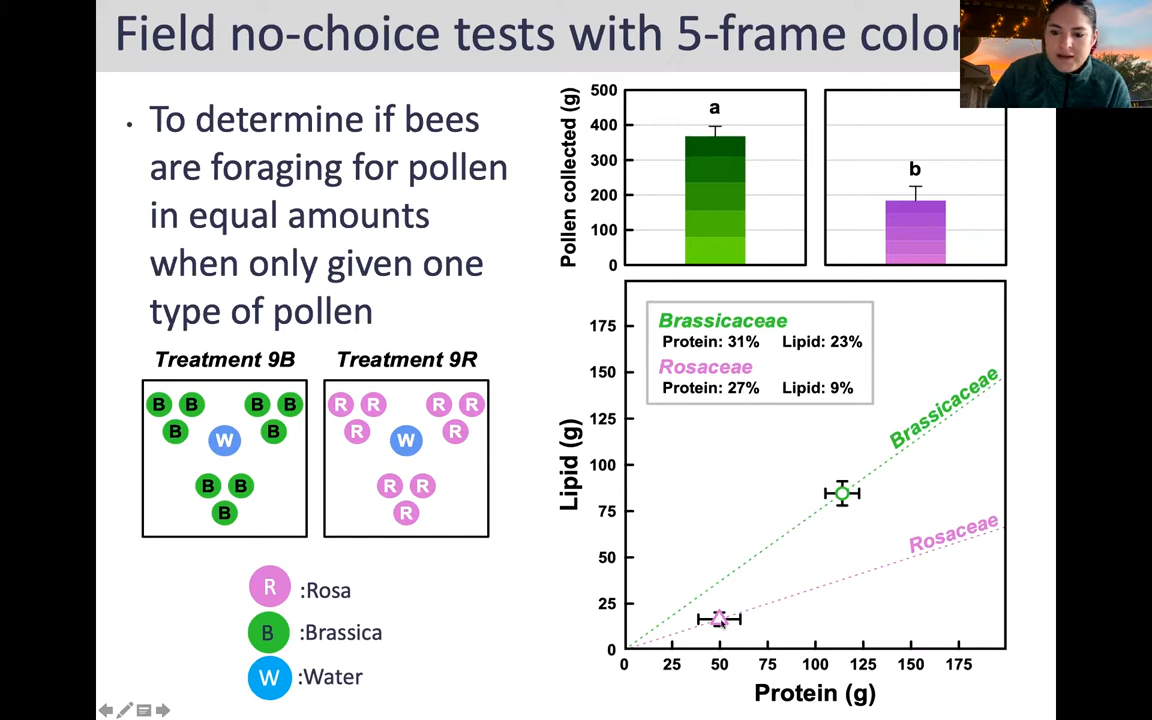 Field no-choice tests with 5-frame color
• To determine if bees
are foraging for pollen
in equal amounts
when only given one
type of pollen
Treatment 9B
Treatment 9R
B B B B
B B
W
B B
B
R R R R
R R
W
R R
R
R :Rosa
B :Brassica
W :Water
Pollen collected (g)
500
400
300
200
100
0
a
b
Brassicaceae
Protein: 31% Lipid: 23%
Rosaceae
Protein: 27% Lipid: 9%
Lipid (g)
175
150
125
100
75
50
25
0
Brassicaceae
Rosaceae
0 25 50 75 100 125 150 175
Protein (g)